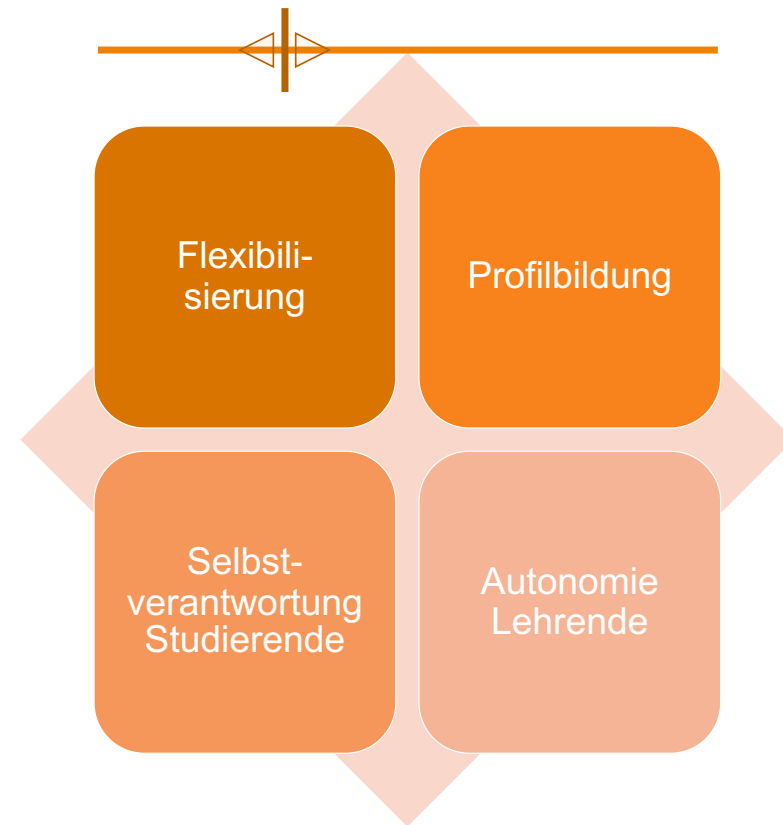 Flexibili-
sierung
Profilbildung
Selbst-
verantwortung
Studierende
Autonomie
Lehrende